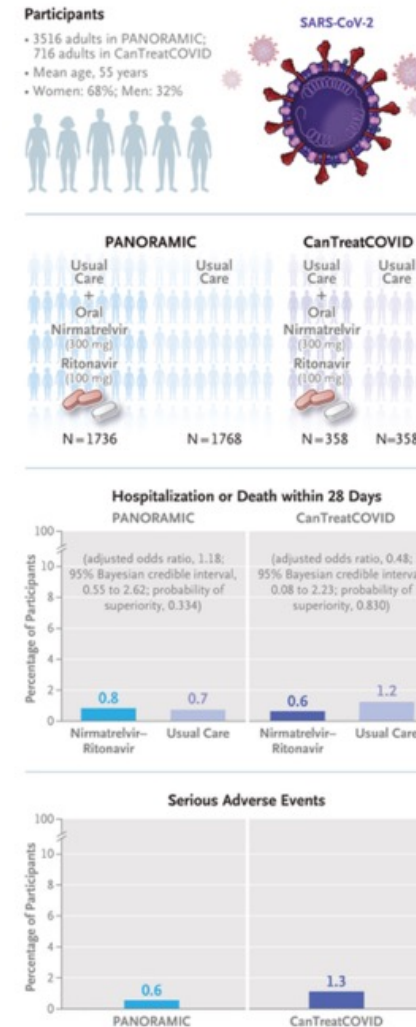 Participants
SARS-CoV-2
• 3516 adults in PANORAMIC;
716 adults in CanTreatCOVID
• Mean age, 55 years
• Women: 68%; Men: 32%
PANORAMIC
CanTreatCOVID
Usual
Care
+
Oral
Nirmatrelvir
(300 mg)
Ritonavir
(100 mg)
Usual
Care
Usual
Care
+
Oral
Nirmatrelvir
(300 mg)
Ritonavir
(100 mg)
Usual
Care
N=1736
N=1768
N=358
N=358
Hospitalization or Death within 28 Days
PANORAMIC
CanTreatCOVID
Percentage of Participants
100
10
8
6
4
2
0
(adjusted odds ratio, 1.18;
95% Bayesian credible interval,
0.55 to 2.62; probability of
superiority, 0.334)
(adjusted odds ratio, 0.48;
95% Bayesian credible interva
0.08 to 2.23; probability of
superiority, 0.830)
0.8
0.7
0.6
1.2
Nirmatrelvir–
Ritonavir
Usual Care
Nirmatrelvir–
Ritonavir
Usual Care
Serious Adverse Events
Percentage of Participants
100
10
8
6
4
2
0
0.6
1.3
PANORAMIC
CanTreatCOVID